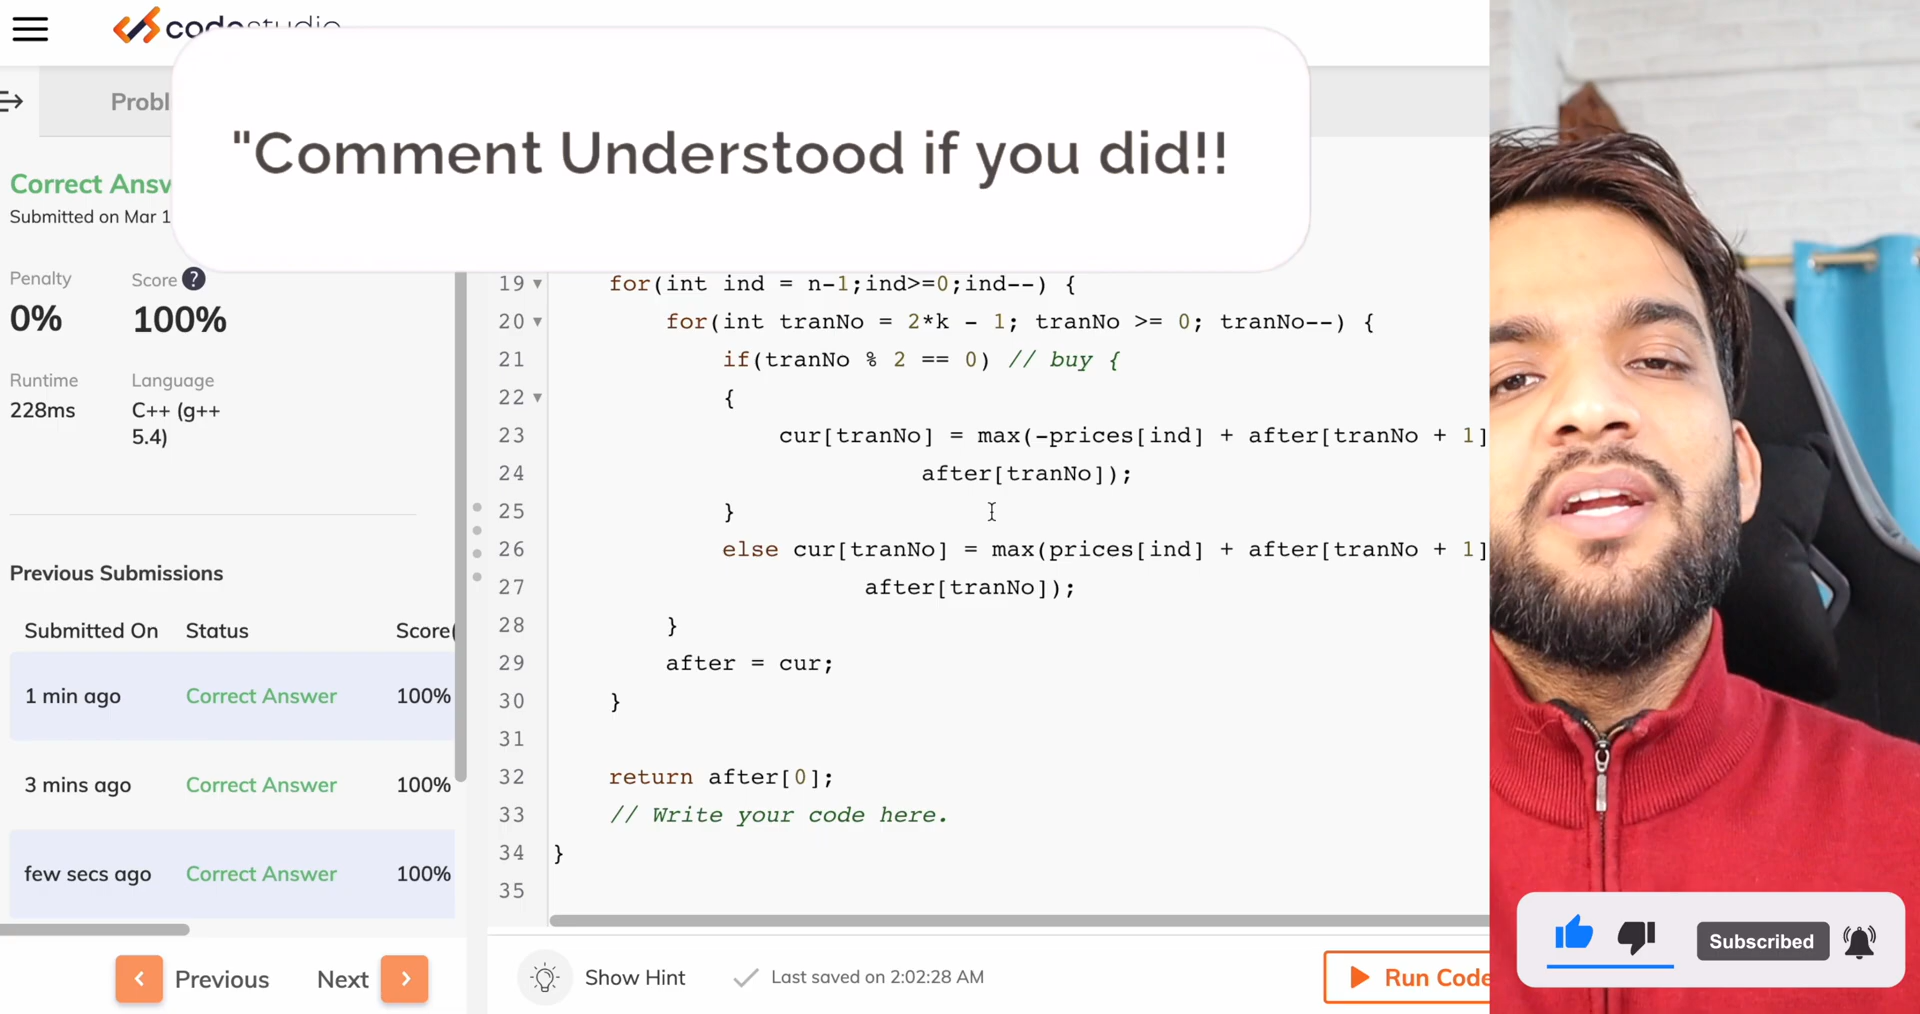 codestudio
"Comment Understood if you did!!
Probl
Correct Answ
Submitted on Mar 1
Penalty
Score ?
0%
100%
Runtime
Language
228ms
C++ (g++
5.4)
Previous Submissions
Submitted On Status Score(
1 min ago Correct Answer 100%
3 mins ago Correct Answer 100%
few secs ago Correct Answer 100%
Previous Next
19 for(int ind = n-1;ind>=0;ind--) {
20 for(int tranNo = 2*k - 1; tranNo >= 0; tranNo--) {
21 if(tranNo % 2 == 0) // buy {
22 {
23 cur[tranNo] = max(-prices[ind] + after[tranNo + 1]
24 after[tranNo]);
25 }
26 else cur[tranNo] = max(prices[ind] + after[tranNo + 1]
27 after[tranNo]);
28 }
29 after = cur;
30 }
31
32 return after[0];
33 // Write your code here.
34 }
35
Show Hint
Last saved on 2:02:28 AM
Run Code
Subscribed